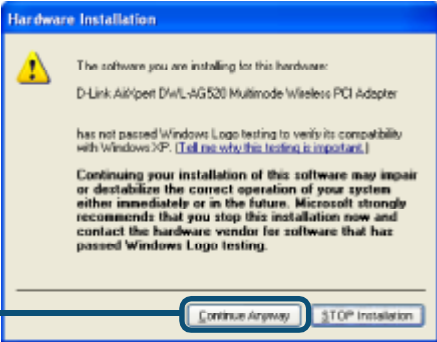 Hardware Installation
The software you are installing for this hardware:
D-Link AirXpert DWL-AG520 Multimode Wireless PCI Adapter
has not passed Windows Logo testing to verify its compatibility
with Windows XP. (Tell me why this testing is important.)
Continuing your installation of this software may impair
or destabilize the correct operation of your system
either immediately or in the future. Microsoft strongly
recommends that you stop this installation now and
contact the hardware vendor for software that has
passed Windows Logo testing.
Continue Anyway STOP Installation